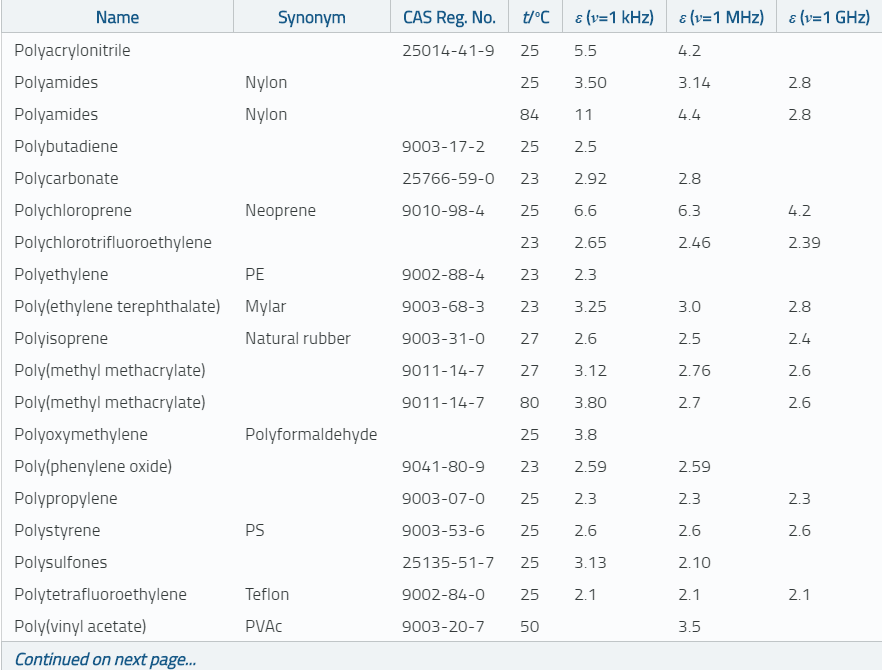 Name Synonym CAS Reg. No. t/°C ε (ν=1 kHz) ε (ν=1 MHz) ε (ν=1 GHz)
Polyacrylonitrile 25014-41-9 25 5.5 4.2
Polyamides Nylon 25 3.50 3.14 2.8
Polyamides Nylon 84 11 4.4 2.8
Polybutadiene 9003-17-2 25 2.5
Polycarbonate 25766-59-0 23 2.92 2.8
Polychloroprene Neoprene 9010-98-4 25 6.6 6.3 4.2
Polychlorotrifluoroethylene 23 2.65 2.46 2.39
Polyethylene PE 9002-88-4 23 2.3
Poly(ethylene terephthalate) Mylar 9003-68-3 23 3.25 3.0 2.8
Polyisoprene Natural rubber 9003-31-0 27 2.6 2.5 2.4
Poly(methyl methacrylate) 9011-14-7 27 3.12 2.76 2.6
Poly(methyl methacrylate) 9011-14-7 80 3.80 2.7 2.6
Polyoxymethylene Polyformaldehyde 25 3.8
Poly(phenylene oxide) 9041-80-9 23 2.59 2.59
Polypropylene 9003-07-0 25 2.3 2.3 2.3
Polystyrene PS 9003-53-6 25 2.6 2.6 2.6
Polysulfones 25135-51-7 25 3.13 2.10
Polytetrafluoroethylene Teflon 9002-84-0 25 2.1 2.1 2.1
Poly(vinyl acetate) PVAc 9003-20-7 50 3.5
Continued on next page...